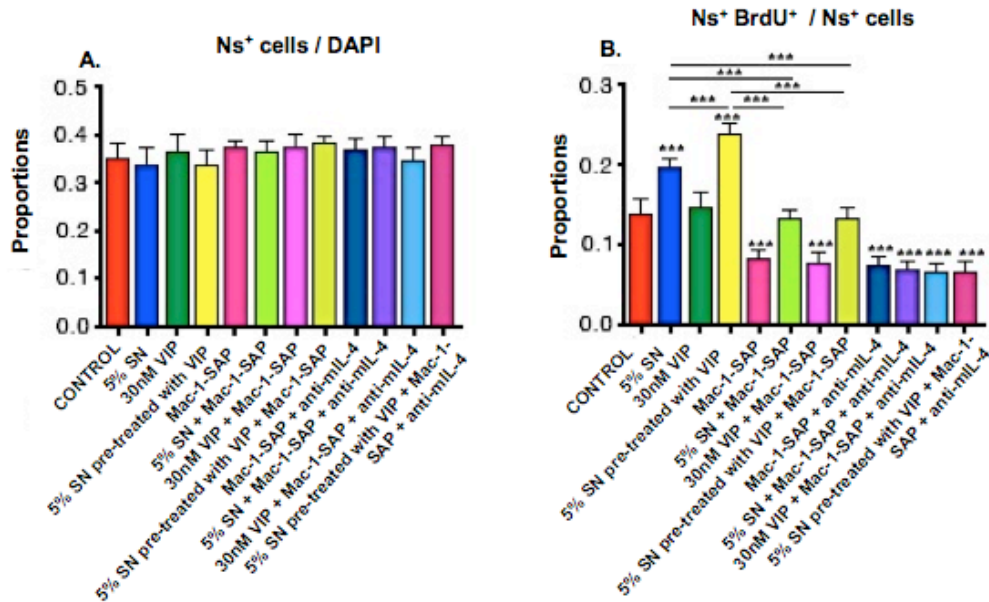 Ns⁺ cells / DAPI
A.
Proportions
0.5
0.4
0.3
0.2
0.1
0.0
CONTROL
5% SN
30nM VIP
5% SN pre-treated with VIP
Mac-1-SAP
5% SN + Mac-1-SAP
30nM VIP + Mac-1-SAP
5% SN pre-treated with VIP + Mac-1-SAP
Mac-1-SAP + anti-mIL-4
5% SN + Mac-1-SAP + anti-mIL-4
30nM VIP + Mac-1-SAP + anti-mIL-4
5% SN pre-treated with VIP + Mac-1-
SAP + anti-mIL-4
Ns⁺ BrdU⁺ / Ns⁺ cells
B.
Proportions
0.3
0.2
0.1
0.0
***
***
***
***
***
***
***
***
***
***
***
***
***
CONTROL
5% SN
30nM VIP
5% SN pre-treated with VIP
Mac-1-SAP
5% SN + Mac-1-SAP
30nM VIP + Mac-1-SAP
5% SN pre-treated with VIP + Mac-1-SAP
Mac-1-SAP + anti-mIL-4
5% SN + Mac-1-SAP + anti-mIL-4
30nM VIP + Mac-1-SAP + anti-mIL-4
5% SN pre-treated with VIP + Mac-1-
SAP + anti-mIL-4